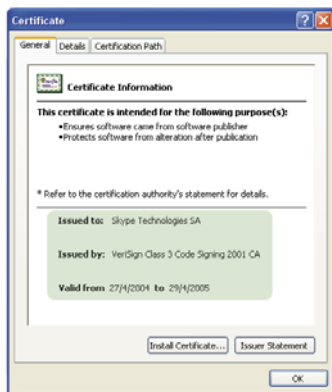 Certificate
General Details Certification Path
Certificate Information
This certificate is intended for the following purpose(s):
•Ensures software came from software publisher
•Protects software from alteration after publication
* Refer to the certification authority's statement for details.
Issued to: Skype Technologies SA
Issued by: VeriSign Class 3 Code Signing 2001 CA
Valid from 27/4/2004 to 29/4/2005
Install Certificate... Issuer Statement
OK